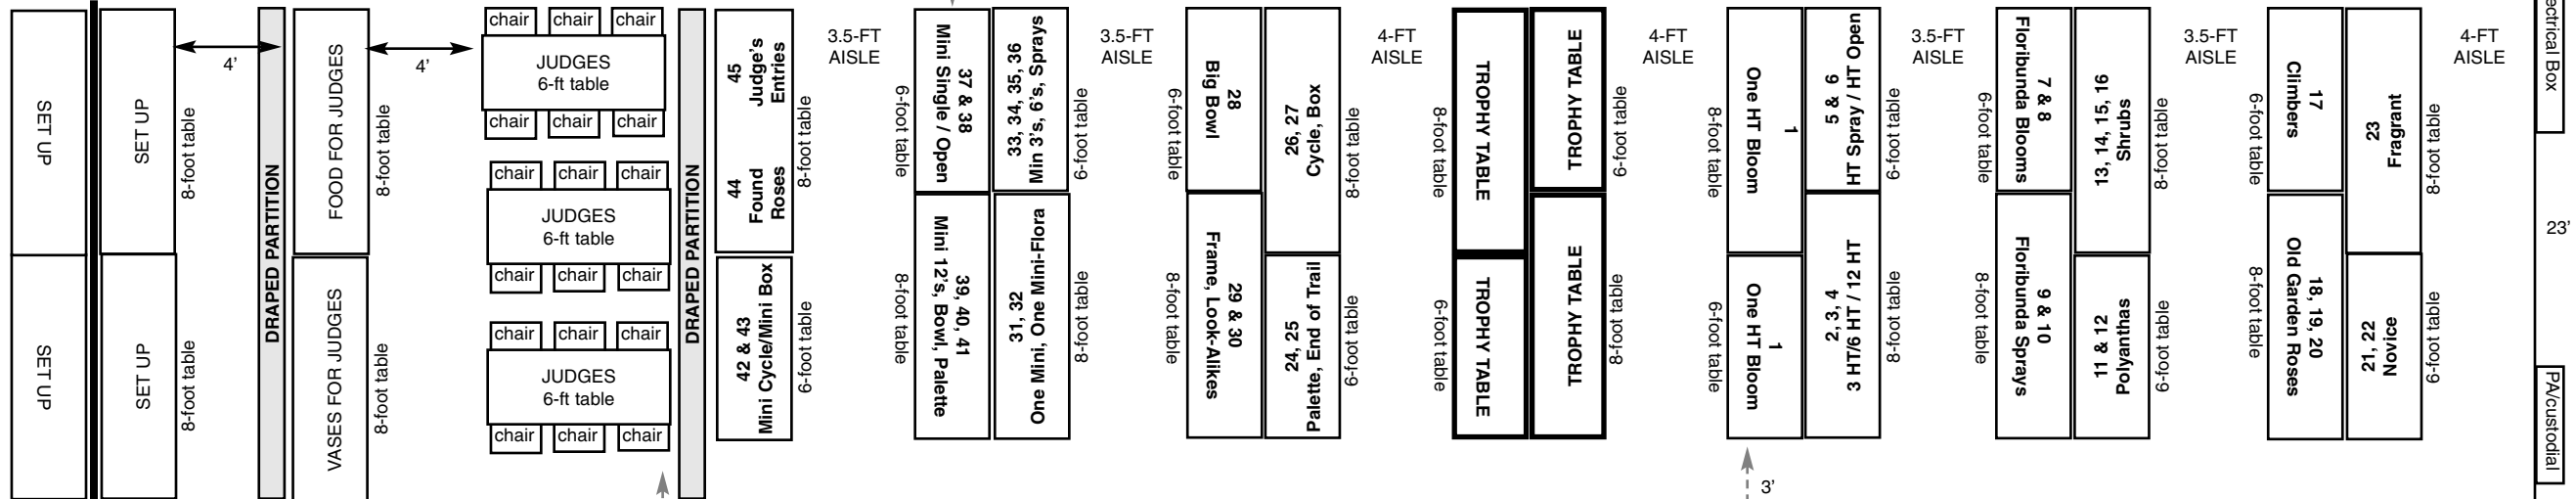 SET UP
SET UP
SET UP
8-foot table
SET UP
8-foot table
4’
DRAPED PARTITION
FOOD FOR JUDGES
8-foot table
VASES FOR JUDGES
8-foot table
4’
chair chair chair
JUDGES
6-ft table
chair chair chair
chair chair chair
JUDGES
6-ft table
chair chair chair
chair chair chair
JUDGES
6-ft table
chair chair chair
DRAPED PARTITION
45
Judge’s
Entries
44
Found
Roses
8-foot table
42 & 43
Mini Cycle/Mini Box
6-foot table
3.5-FT
AISLE
37 & 38
Mini Single / Open
6-foot table
39, 40, 41
Mini 12’s, Bowl, Palette
8-foot table
33, 34, 35, 36
Min 3’s, 6’s, Sprays
6-foot table
31, 32
One Mini, One Mini-Flora
8-foot table
3.5-FT
AISLE
28
Big Bowl
6-foot table
29 & 30
Frame, Look-Alikes
8-foot table
26, 27
Cycle, Box
8-foot table
24, 25
Palette, End of Trail
6-foot table
4-FT
AISLE
TROPHY TABLE
8-foot table
TROPHY TABLE
6-foot table
TROPHY TABLE
6-foot table
TROPHY TABLE
8-foot table
4-FT
AISLE
1
One HT Bloom
8-foot table
1
One HT Bloom
6-foot table
5 & 6
HT Spray / HT Open
6-foot table
2, 3, 4
3 HT/6 HT / 12 HT
8-foot table
3’
3.5-FT
AISLE
7 & 8
Floribunda Blooms
6-foot table
9 & 10
Floribunda Sprays
8-foot table
13, 14, 15, 16
Shrubs
8-foot table
11 & 12
Polyanthas
6-foot table
3.5-FT
AISLE
17
Climbers
6-foot table
18, 19, 20
Old Garden Roses
8-foot table
23
Fragrant
8-foot table
21, 22
Novice
6-foot table
4-FT
AISLE
ectrical Box
23’
PA/custodial